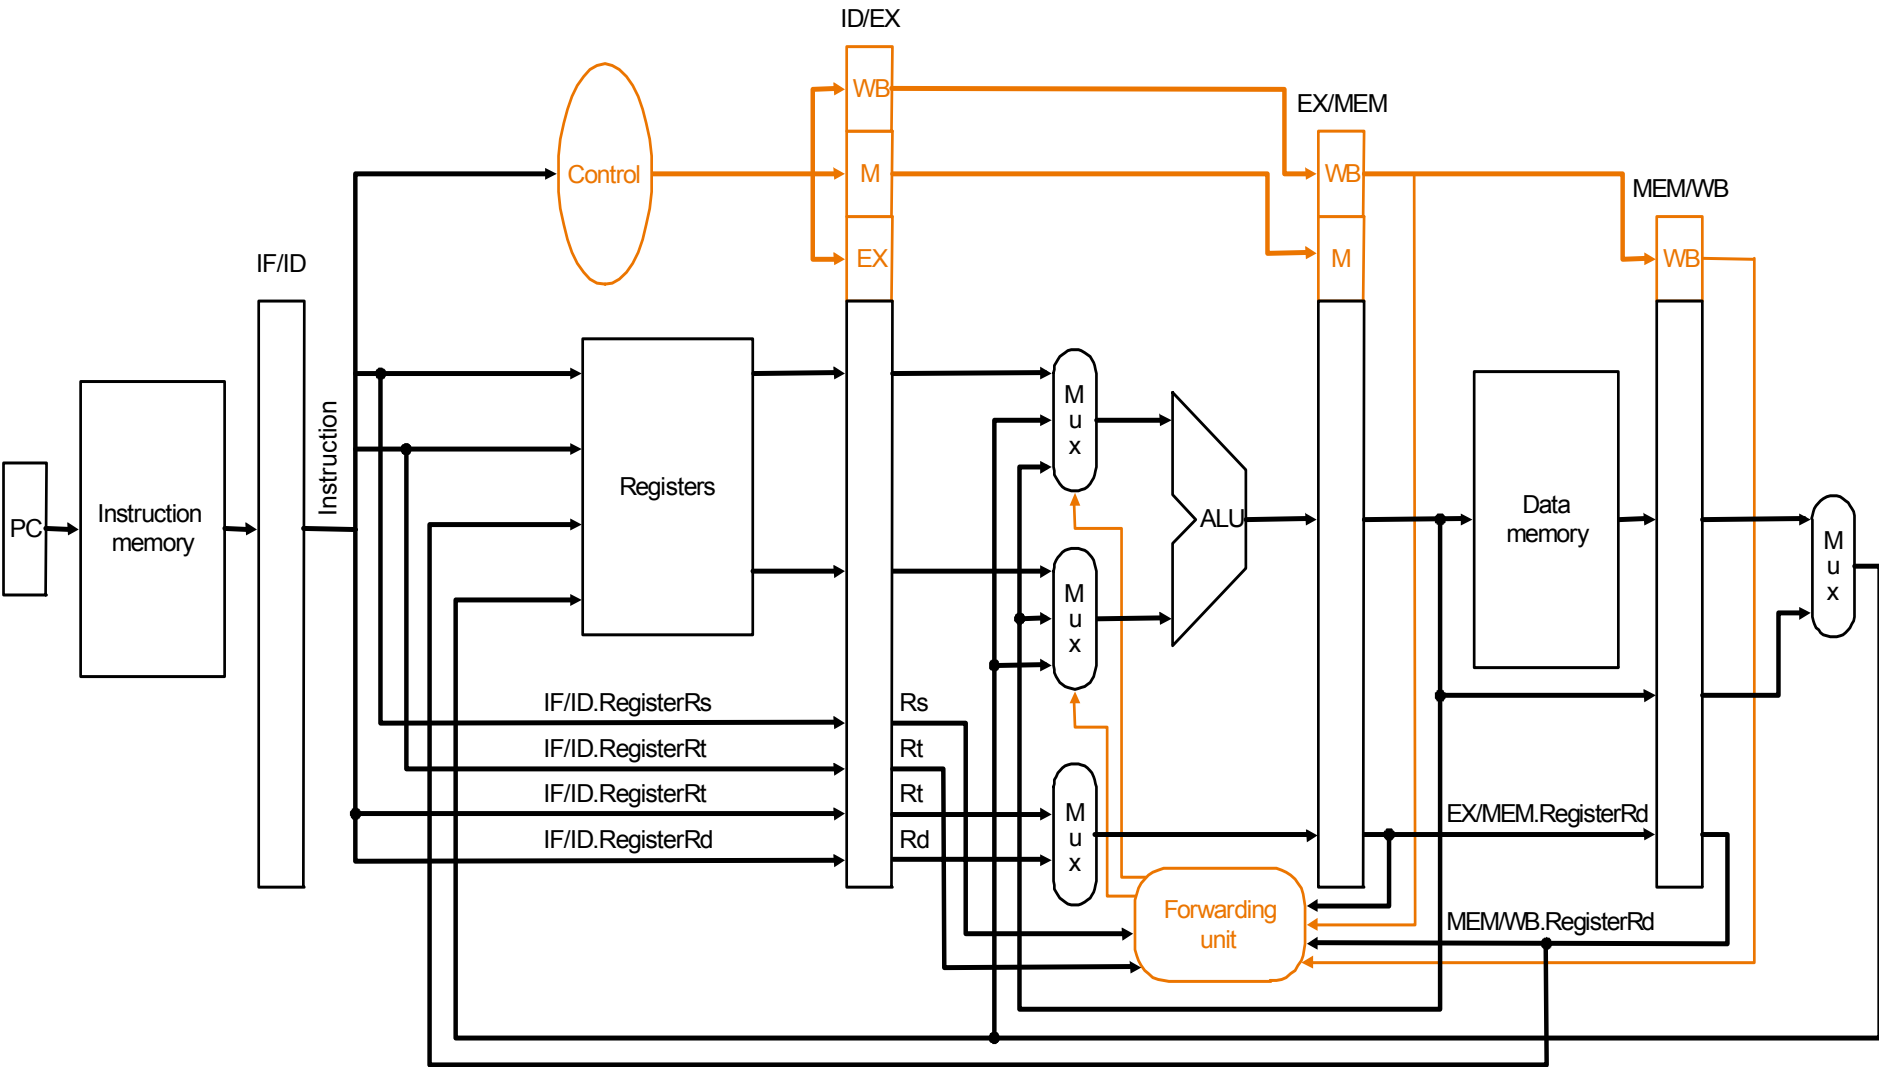 ID/EX
WB
EX/MEM
Control
M
WB
MEM/WB
IF/ID
EX
M
WB
Instruction
M
u
x
PC
Instruction
memory
Registers
ALU
Data
memory
M
u
x
M
u
x
IF/ID.RegisterRs
Rs
IF/ID.RegisterRt
Rt
IF/ID.RegisterRt
Rt
IF/ID.RegisterRd
Rd
M
u
x
EX/MEM.RegisterRd
Forwarding
unit
MEM/WB.RegisterRd